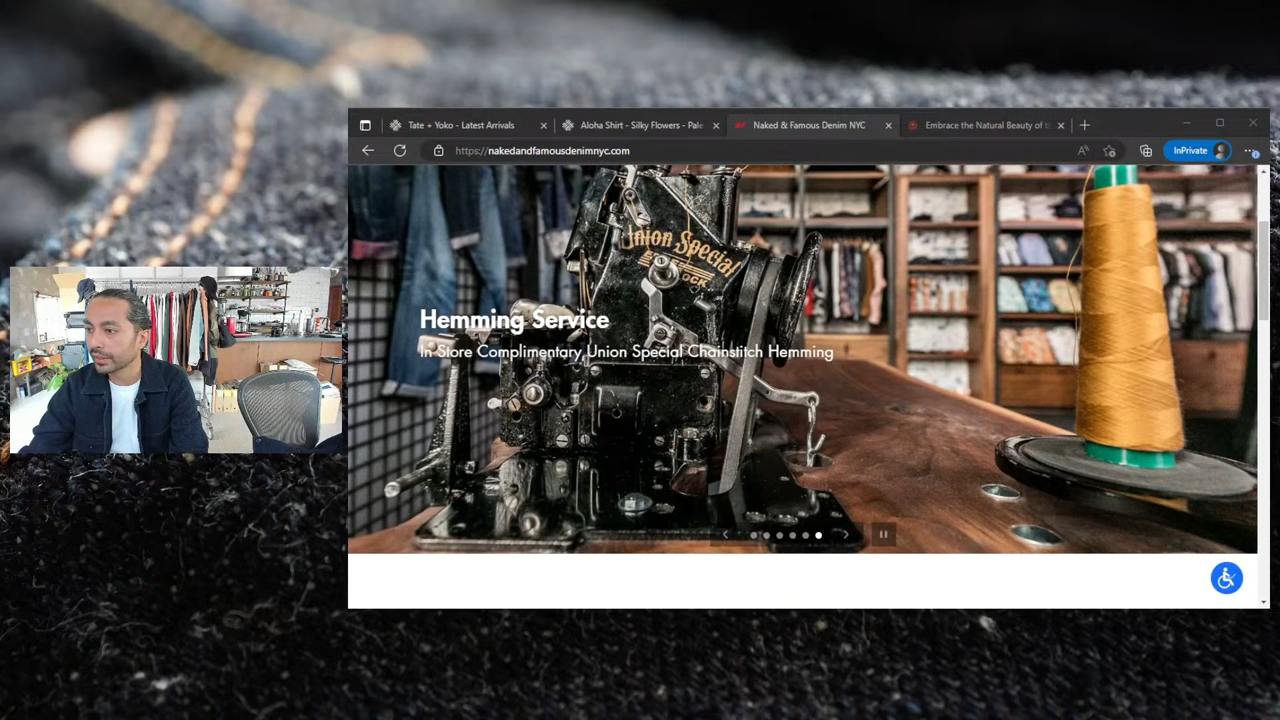 Tate + Yoko - Latest Arrivals
Aloha Shirt - Silky Flowers - Pale
Naked & Famous Denim NYC
Embrace the Natural Beauty of t
https://nakedandfamousdenimnyc.com
InPrivate
Union Special
Hemming Service
In Store Complimentary Union Special Chainstitch Hemming